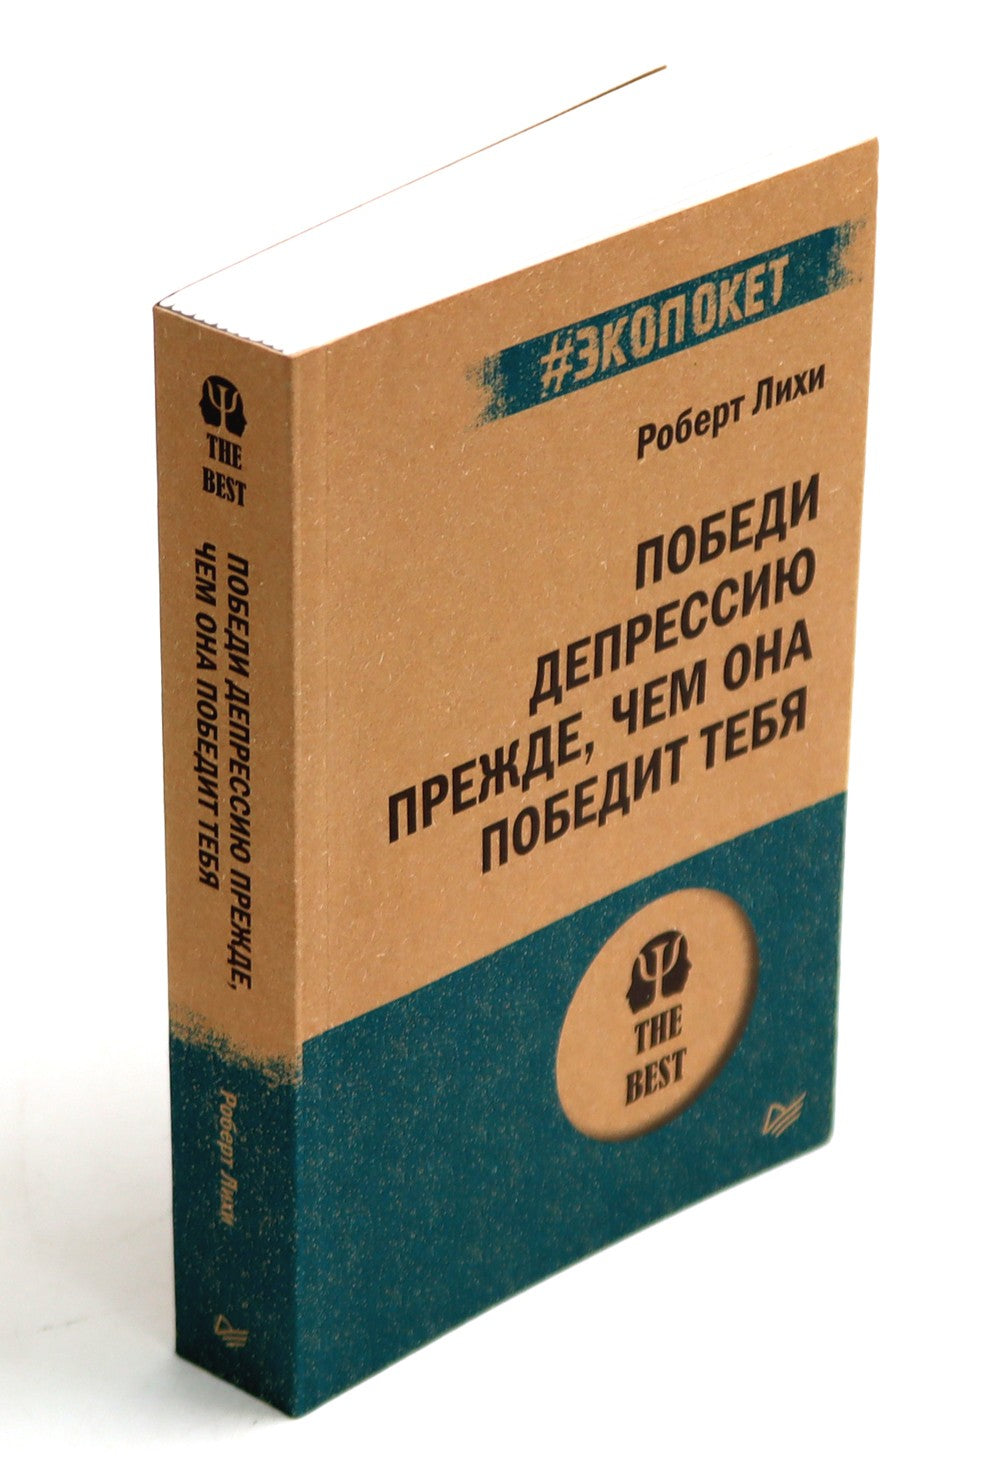 #ЭКОПОКЕТ
Роберт Лихи
ПОБЕДИ
ДЕПРЕССИЮ
ПРЕЖДЕ, ЧЕМ ОНА
ПОБЕДИТ ТЕБЯ
THE
BEST
THE
BEST
ПОБЕДИ ДЕПРЕССИЮ ПРЕЖДЕ,
ЧЕМ ОНА ПОБЕДИТ ТЕБЯ
Роберт Лихи